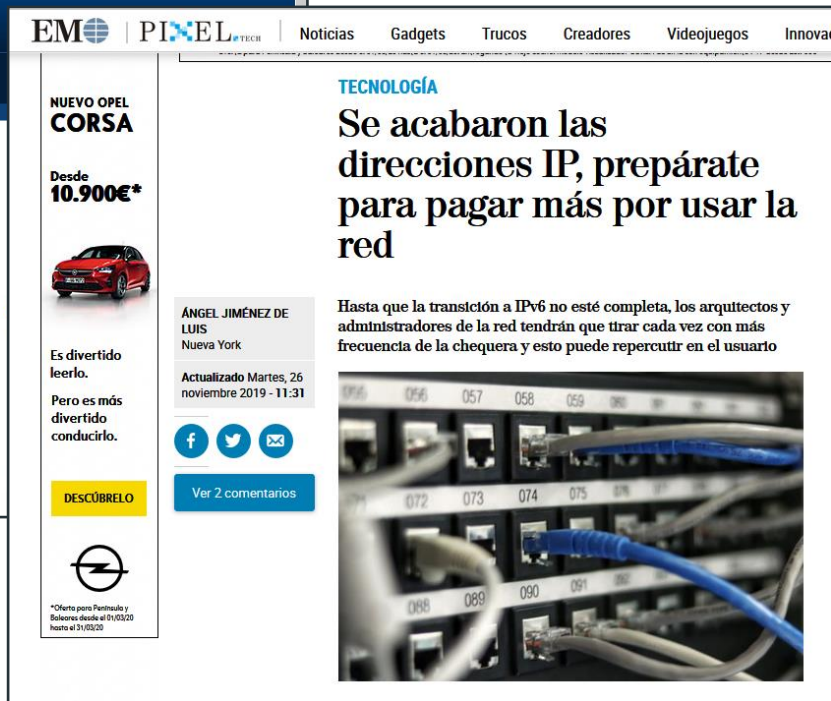 EM
PIXEL
TECH
Noticias
Gadgets
Trucos
Creadores
Videojuegos
NUEVO OPEL
CORSA
Desde
10.900€*
Es divertido
leerlo.
Pero es más
divertido
conducirlo.
DESCÚBRELO
*Oferta para Península y
Baleares desde el 01/03/20
hasta el 31/03/20
TECNOLOGÍA
Se acabaron las
direcciones IP, prepárate
para pagar más por usar la
red
ÁNGEL JIMÉNEZ DE
LUIS
Nueva York
Actualizado Martes, 26
noviembre 2019 - 11:31
Ver 2 comentarios
Hasta que la transición a IPv6 no esté completa, los arquitectos y
administradores de la red tendrán que tirar cada vez con más
frecuencia de la chequera y esto puede repercutir en el usuario
056 057 058 059
072 073 074 075
088 089 090 091